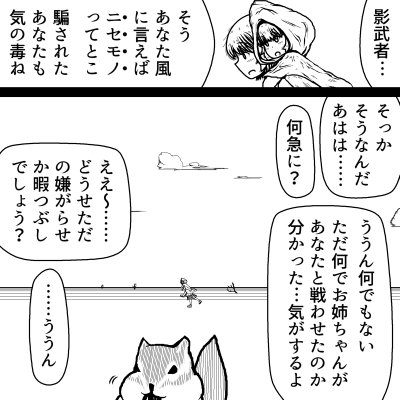 影武者…
そう
あなた風
に言えば
ニセモノ
ってとこ
騙された
あなたも
気の毒ね
そっか
そうなんだ
あはは……
何急に？
ううん何でもない
ただ何でお姉ちゃんが
あなたと戦わせたのか
分かった…気がするよ
ええ～……
どうせただ
の嫌がらせ
か暇つぶし
でしょう？
……ううん